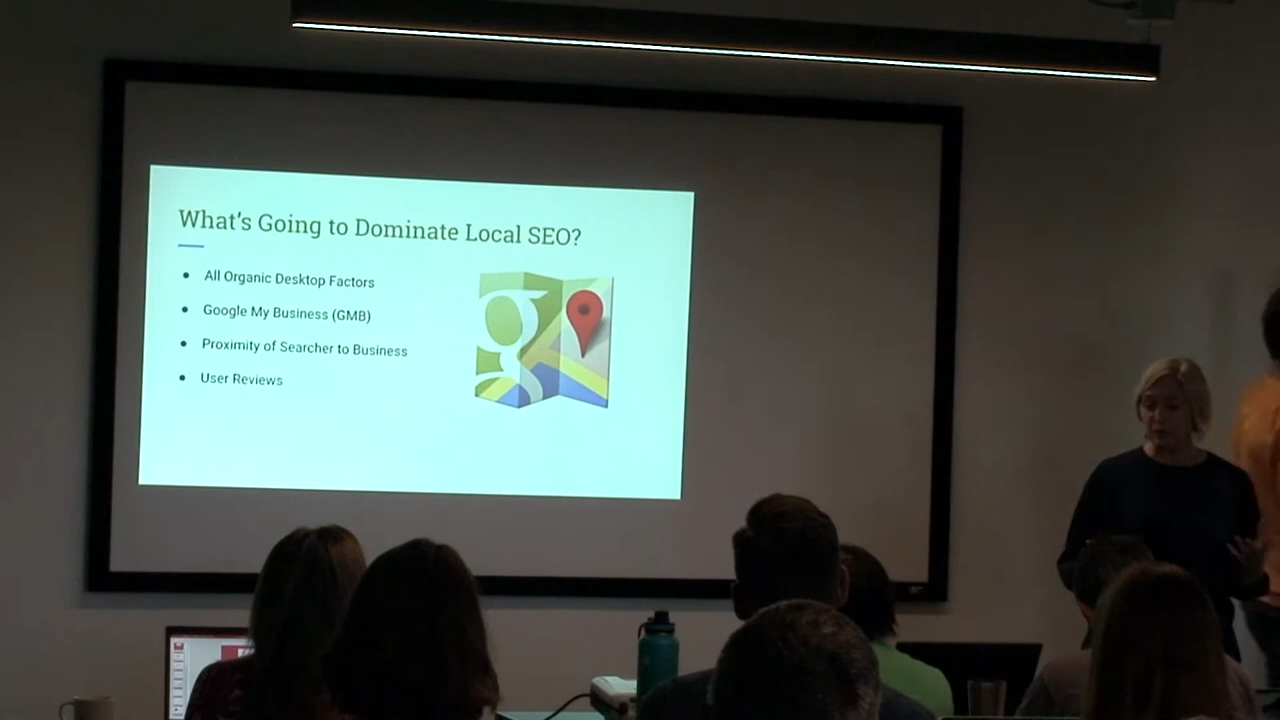 What's Going to Dominate Local SEO?
All Organic Desktop Factors
Google My Business (GMB)
Proximity of Searcher to Business
User Reviews
g